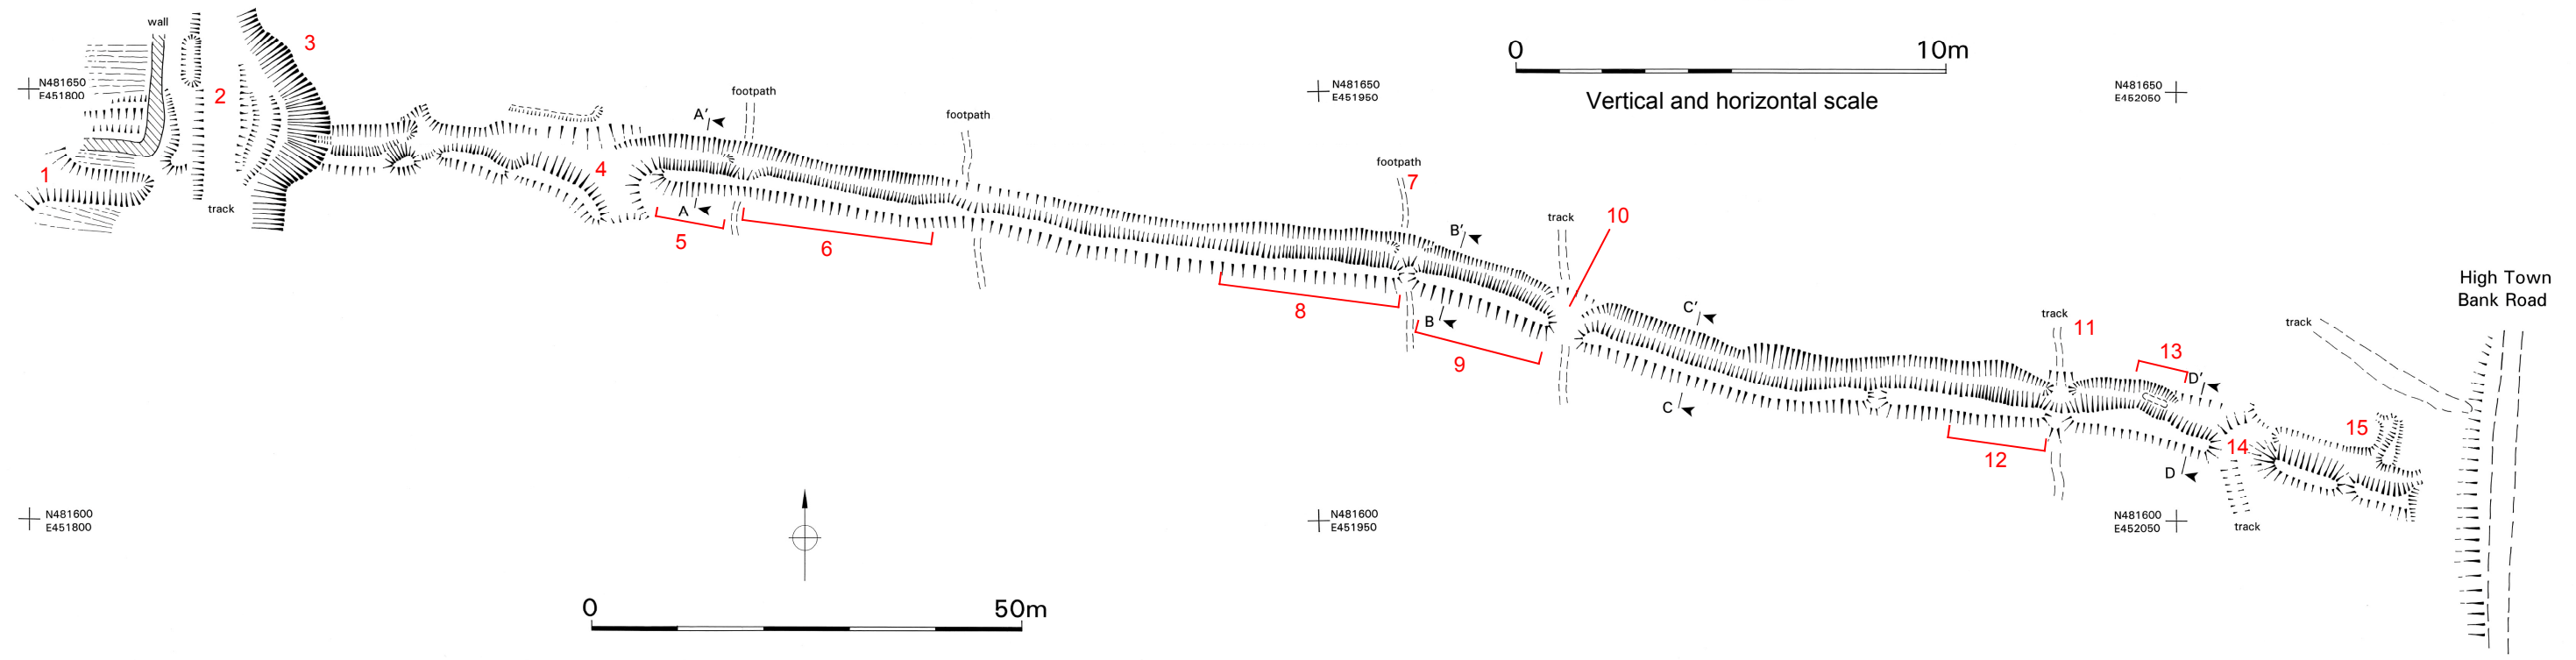 wall
3
0
10m
N481650
E451800
2
N481650
E451950
N481650
E452050
Vertical and horizontal scale
footpath
A'
footpath
footpath
1
4
7
track
A
5
6
track
10
B'
8
B
9
C'
C
track
11
track
High Town
Bank Road
13
D'
12
14
15
D
track
N481600
E451800
N481600
E451950
N481600
E452050
0
50m